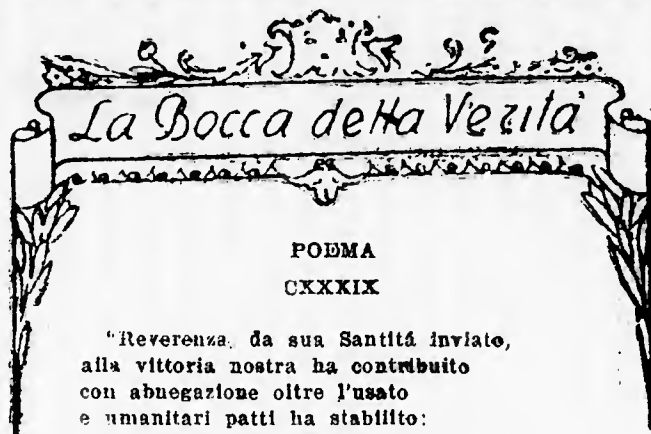 La Bocca della Verità
POEMA
CXXXIX
"Reverenza, da sua Santitá inviato,
alla vittoria nostra ha contribuito
con abnegazione oltre l'usato
e umanitari patti ha stabilito: